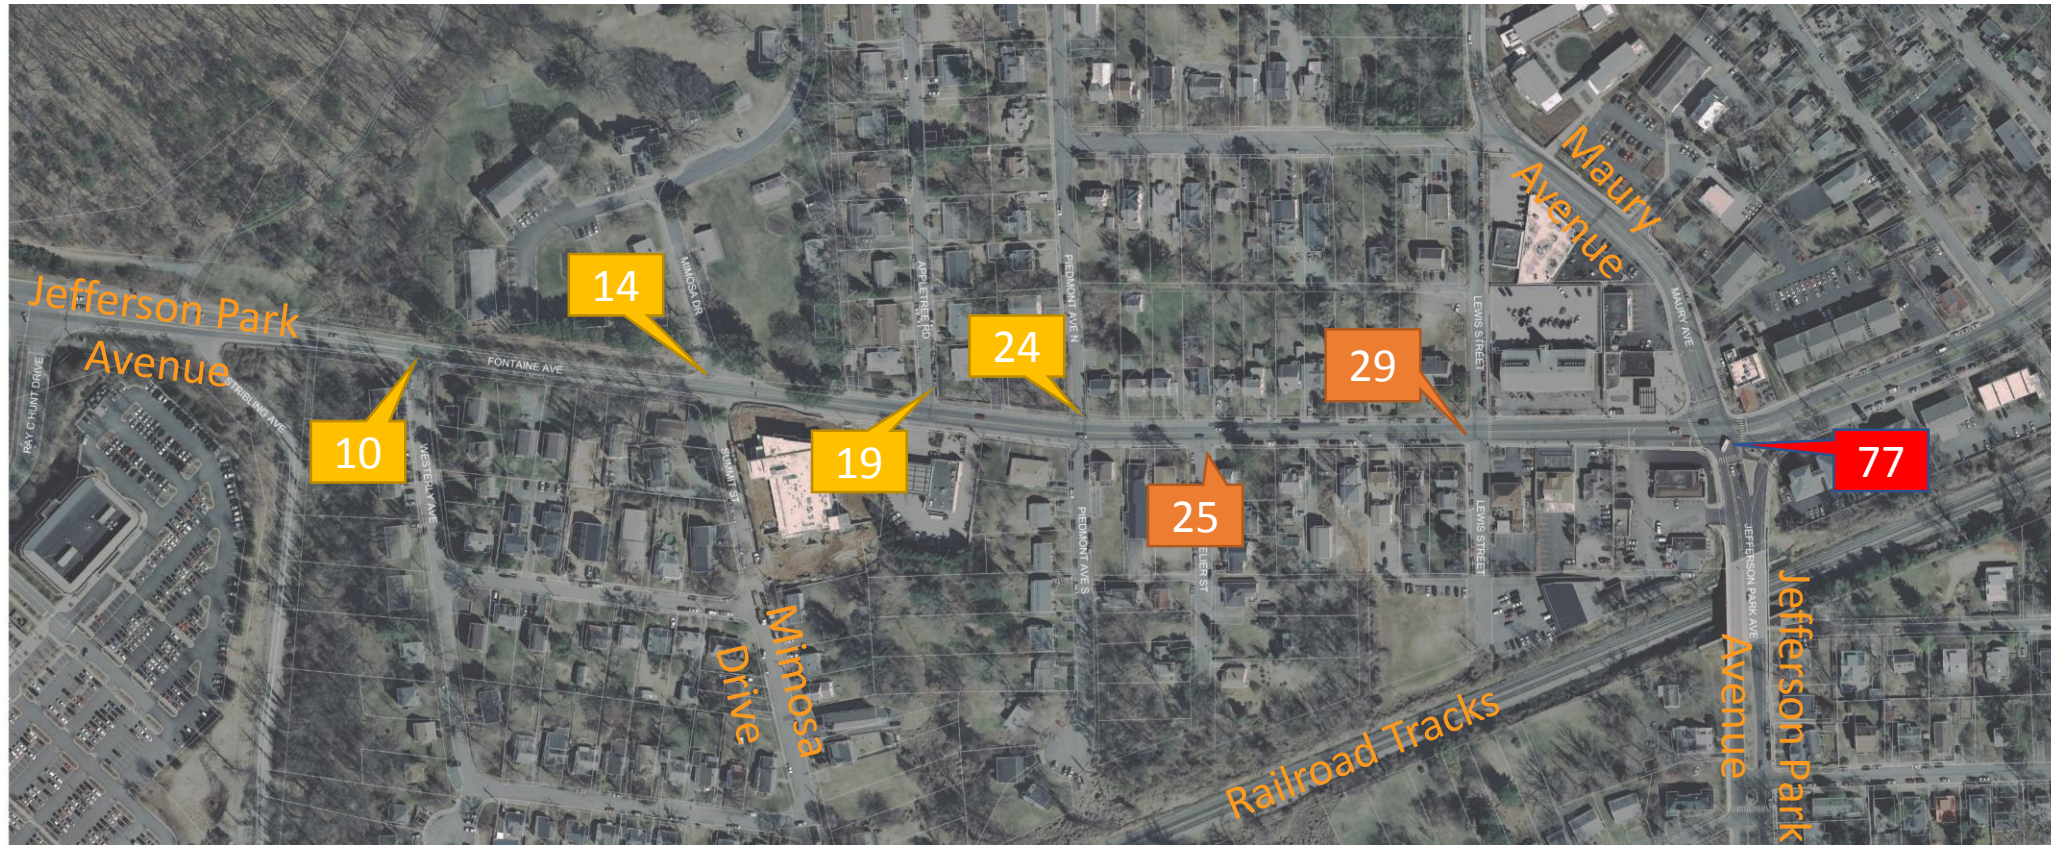 Maury
Avenue
Jefferson Park
Avenue
RAY C HUNT DRIVE
STRIBLING AVE
FONTAINE AVE
WESTERLY AVE
MIMOSA DR
SUMMIT ST
APPLETREE RD
PIEDMONT AVE N
PIEDMONT AVE S
LEWIS STREET
LEWIS STREET
MAURY AVE
JEFFERSON PARK AVE
14
24
29
10
19
25
77
Mimosa
Drive
Railroad Tracks
Jefferson Park
Avenue